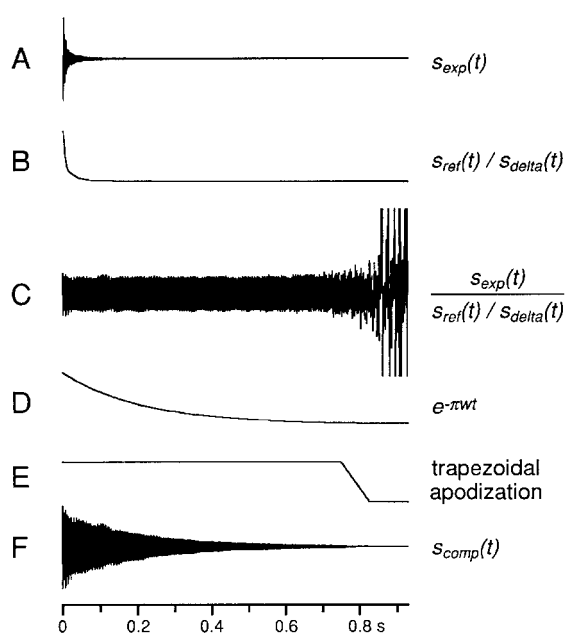 A s_exp(t)
B s_ref(t) / s_delta(t)
C s_exp(t)
s_ref(t) / s_delta(t)
D e^-πwt
E trapezoidal
apodization
F s_comp(t)
0 0.2 0.4 0.6 0.8 s